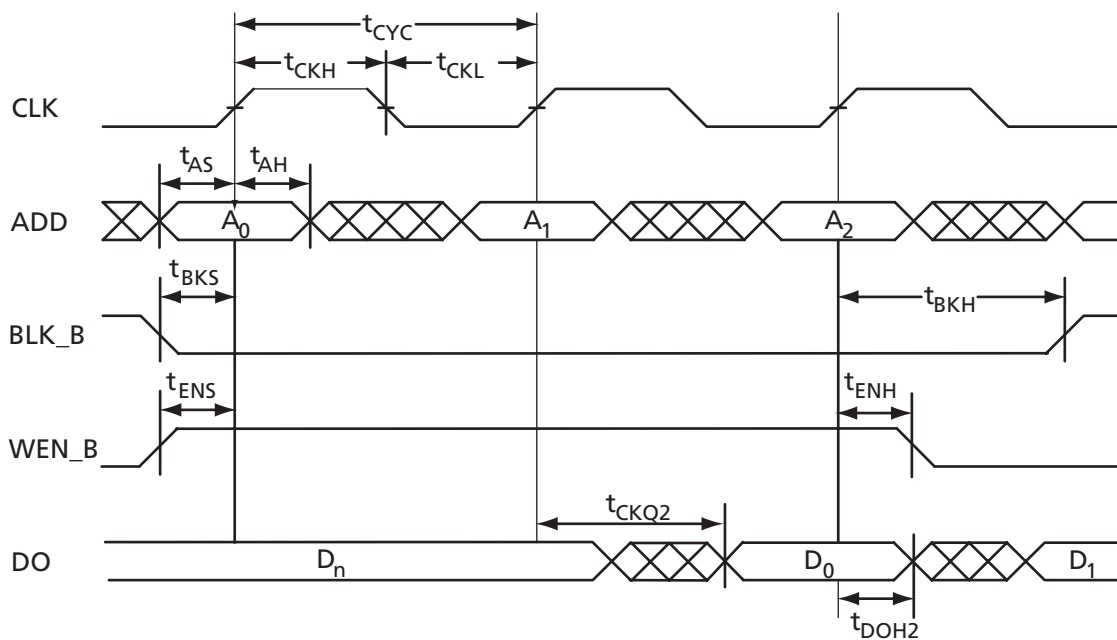 tCYC
tCKH tCKL
CLK
tAS tAH
ADD A0 A1 A2
tBKS tBKH
BLK_B
tENS tENH
WEN_B
tCKQ2
DO Dn D0 D1
tDOH2